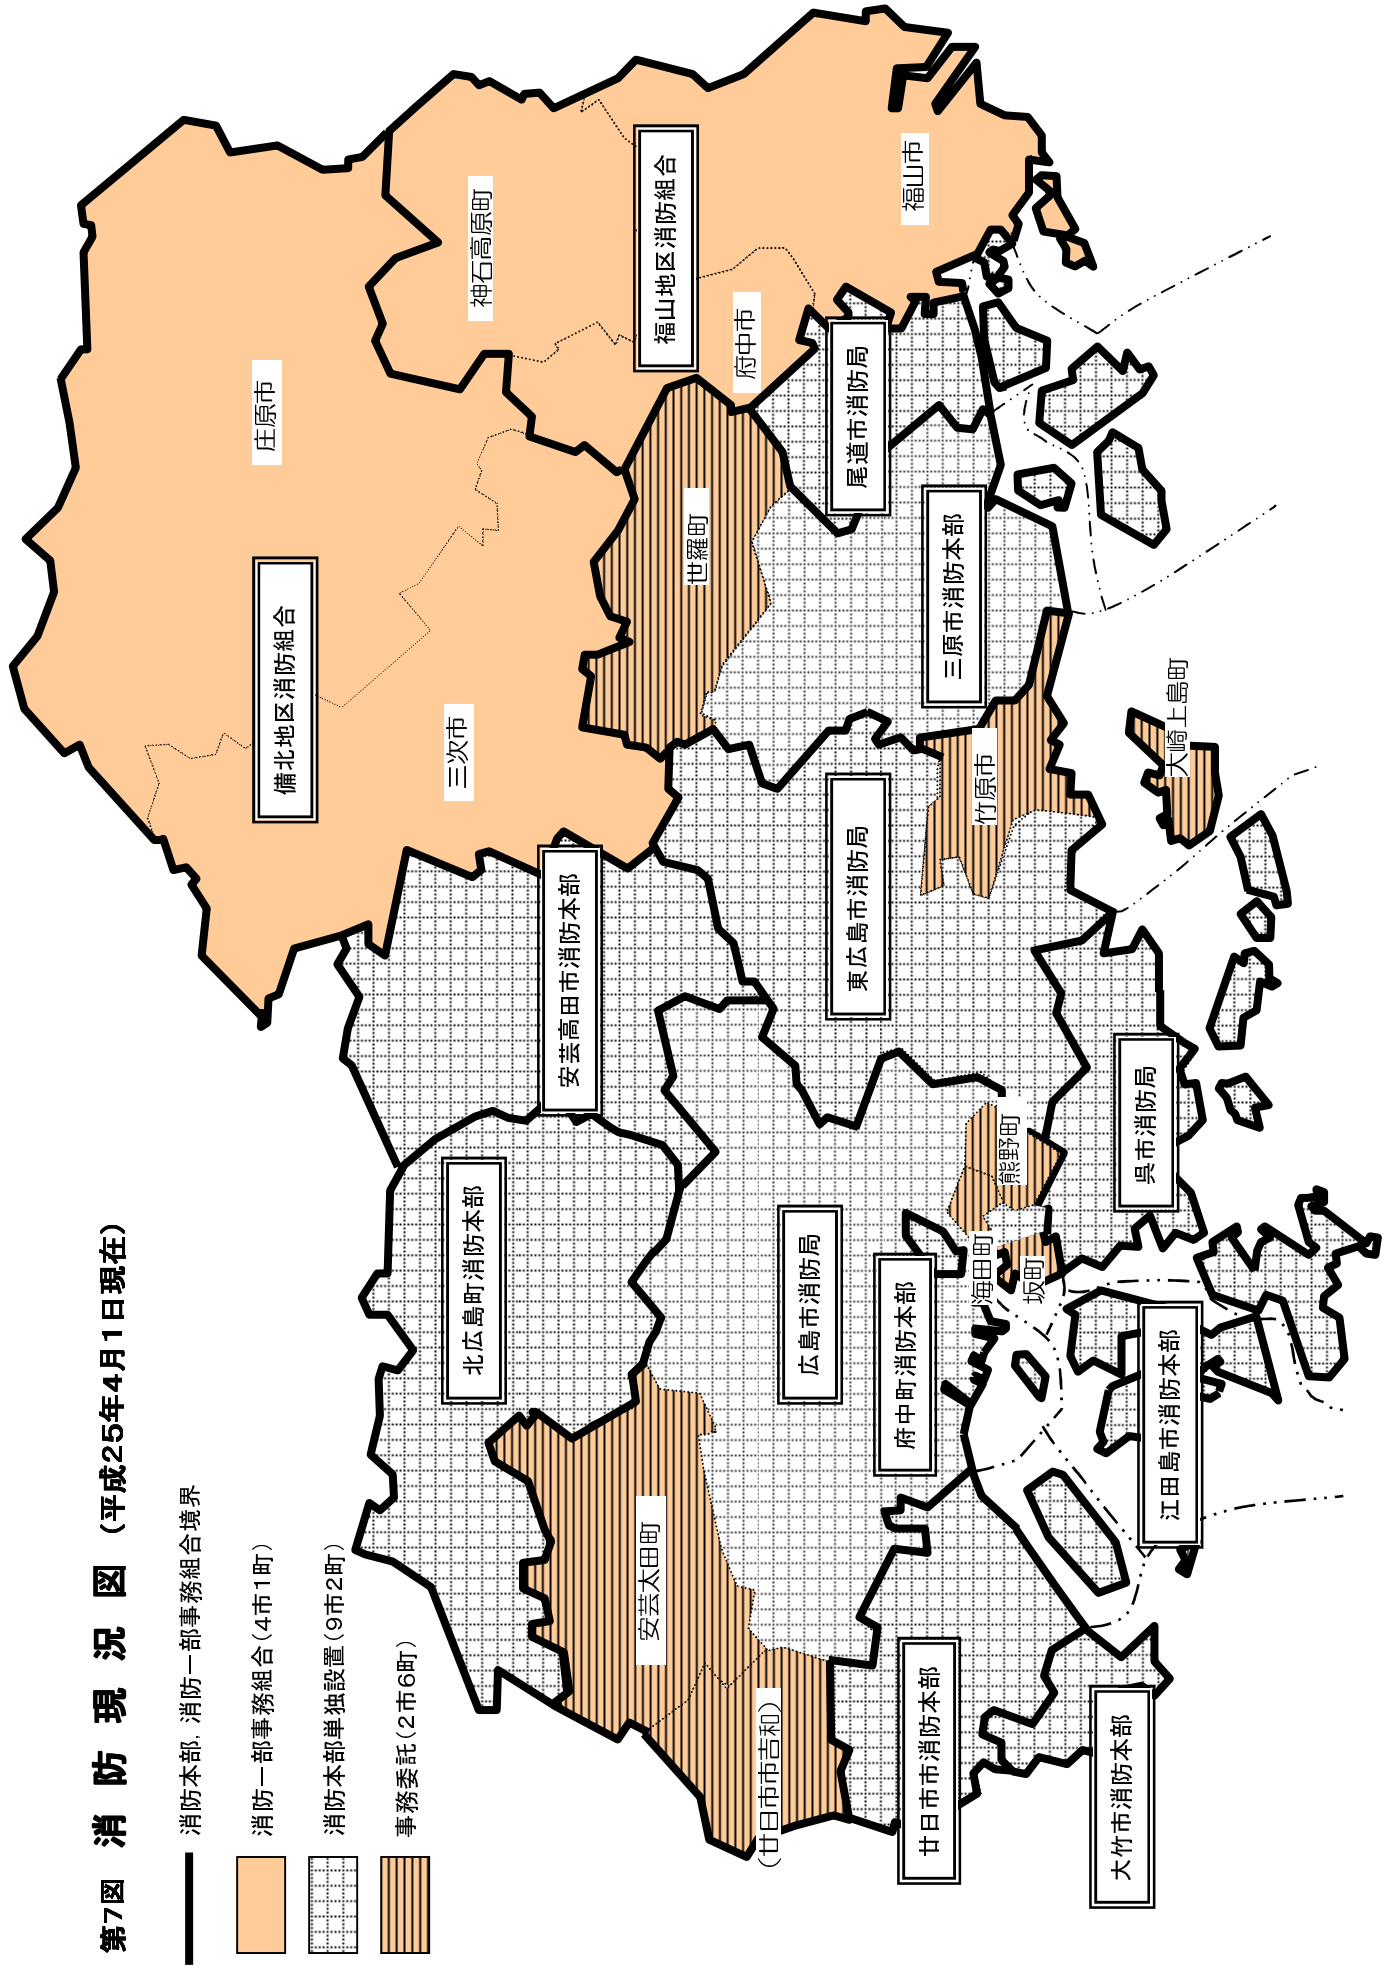 第7図 消防現況図 (平成25年4月1日現在)
消防本部,消防一部事務組合境界
消防一部事務組合(4市1町)
消防本部単独設置(9市2町)
事務委託(2市6町)
庄原市
備北地区消防組合
三次市
神石高原町
福山地区消防組合
福山市
府中市
世羅町
尾道市消防局
三原市消防本部
竹原市
大崎上島町
東広島市消防局
安芸高田市消防本部
北広島町消防本部
広島市消防局
府中町消防本部
熊野町
海田町
坂町
呉市消防局
江田島市消防本部
安芸太田町
(廿日市市吉和)
廿日市市消防本部
大竹市消防本部